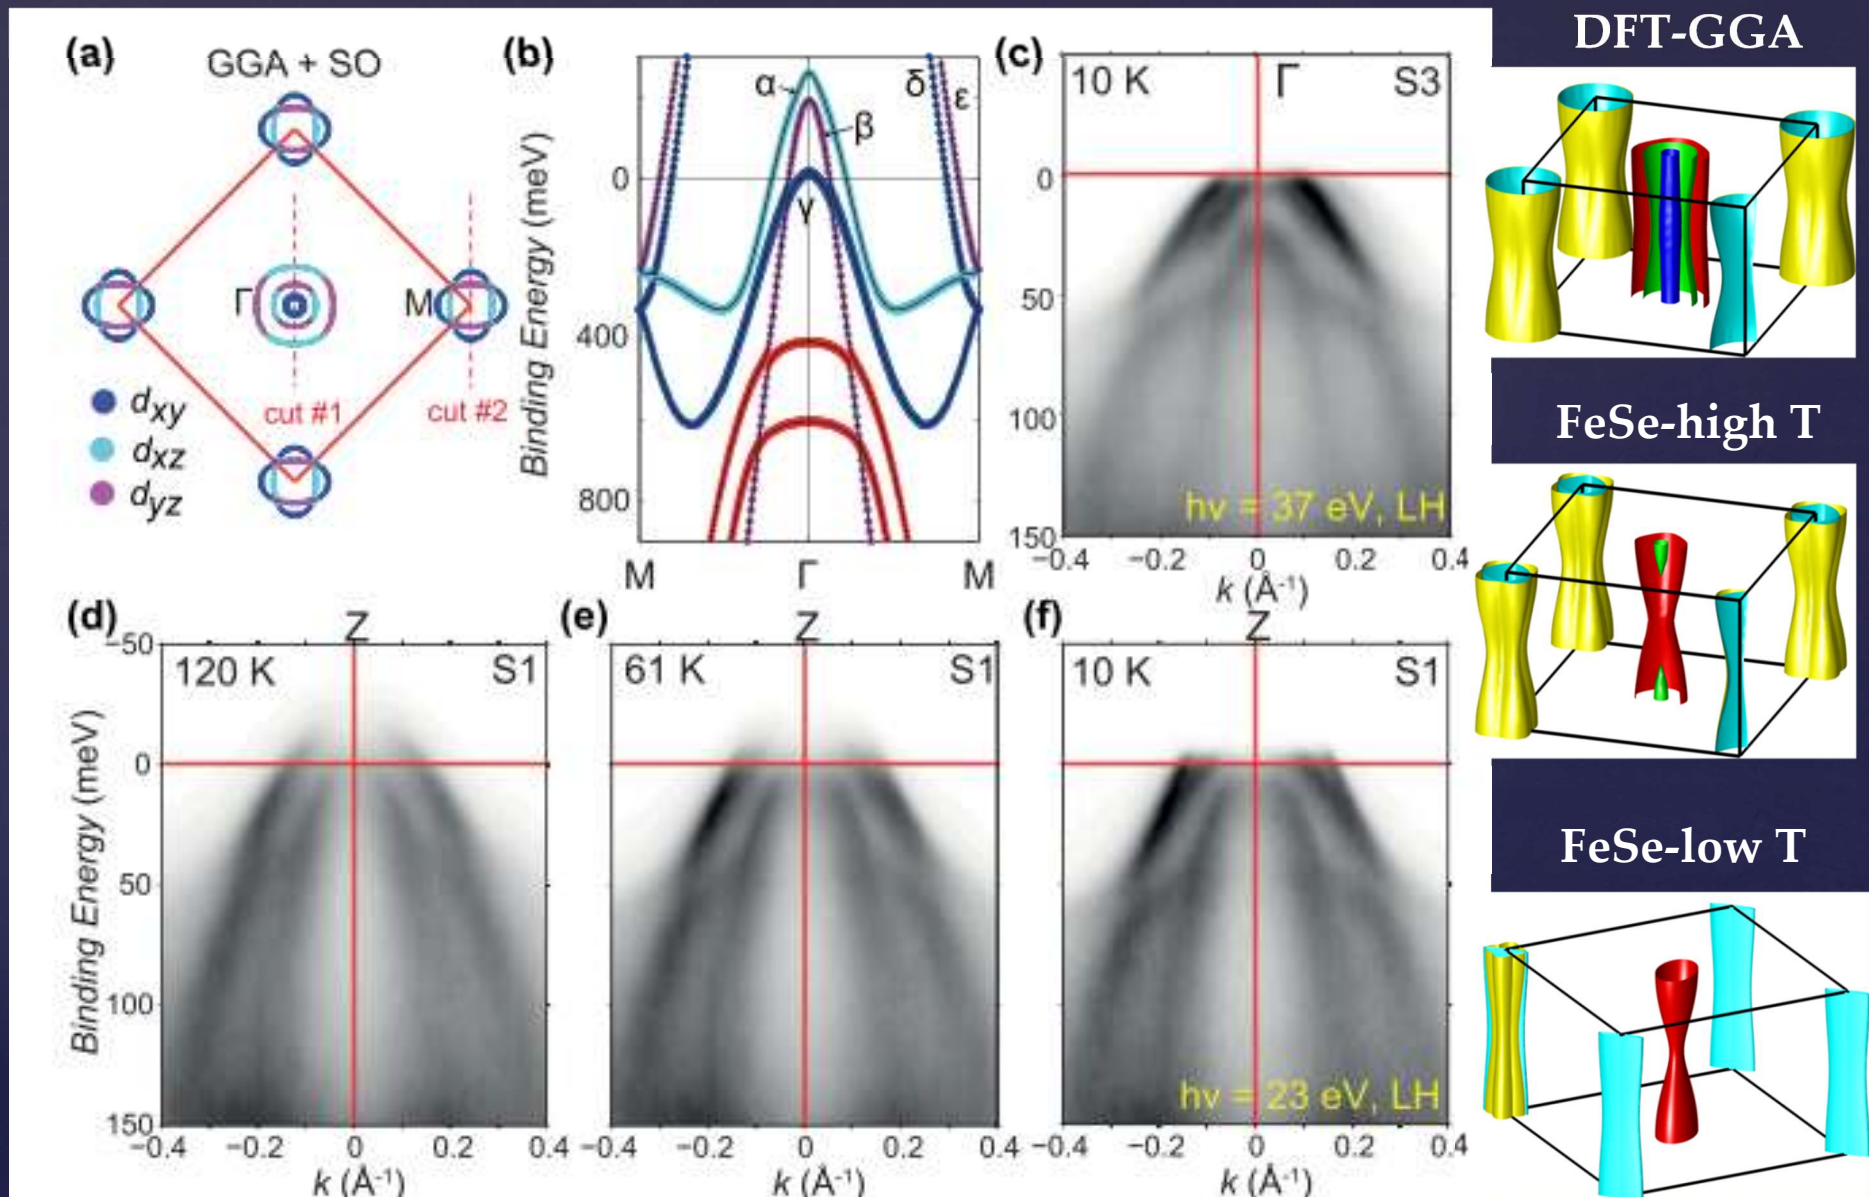 (a)
GGA + SO
Γ
M
dxy
dxz
dyz
cut #1
cut #2
(b)
Binding Energy (meV)
0
400
800
α
β
γ
δ
ε
M
Γ
M
(c)
10 K
Γ
S3
0
50
100
150
hν = 37 eV, LH
−0.4
−0.2
0
0.2
0.4
k (Å-1)
Binding Energy (meV)
(d)
Z
120 K
S1
−50
0
50
100
150
Binding Energy (meV)
−0.4
−0.2
0
0.2
0.4
k (Å-1)
(e)
Z
61 K
S1
−0.4
−0.2
0
0.2
k (Å-1)
(f)
Z
10 K
S1
hν = 23 eV, LH
−0.4
−0.2
0
0.2
0.4
k (Å-1)
DFT-GGA
FeSe-high T
FeSe-low T